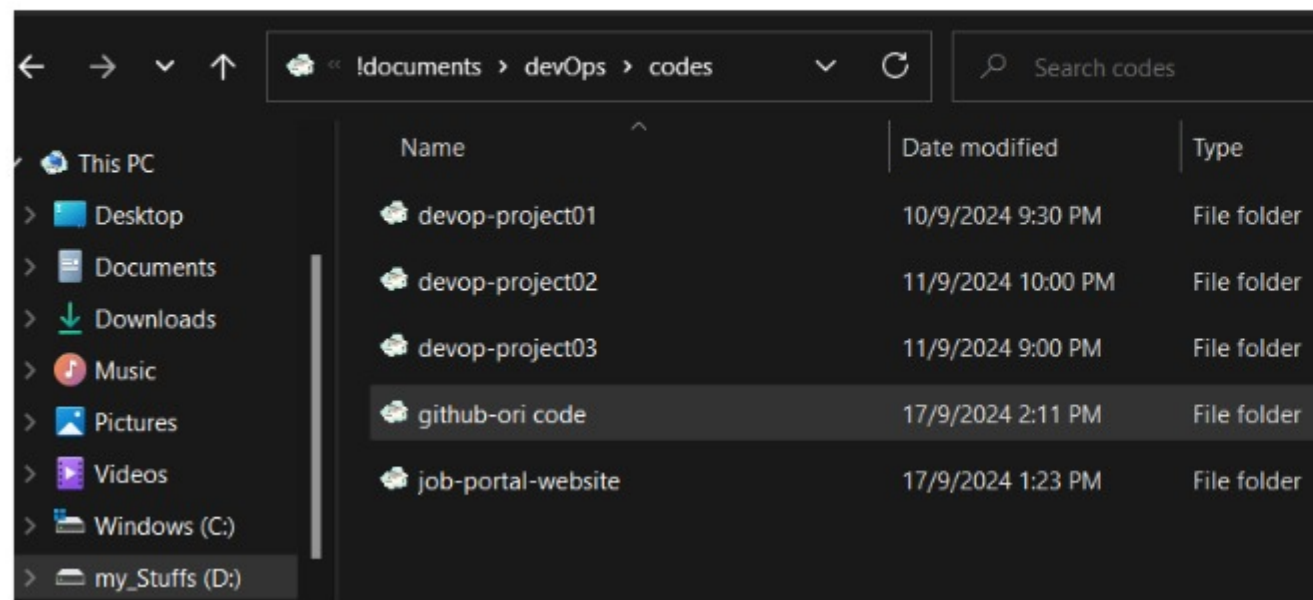 « !documents > devOps > codes
Search codes
This PC
Desktop
Documents
Downloads
Music
Pictures
Videos
Windows (C:)
my_Stuffs (D:)
Name Date modified Type
devop-project01 10/9/2024 9:30 PM File folder
devop-project02 11/9/2024 10:00 PM File folder
devop-project03 11/9/2024 9:00 PM File folder
github-ori code 17/9/2024 2:11 PM File folder
job-portal-website 17/9/2024 1:23 PM File folder